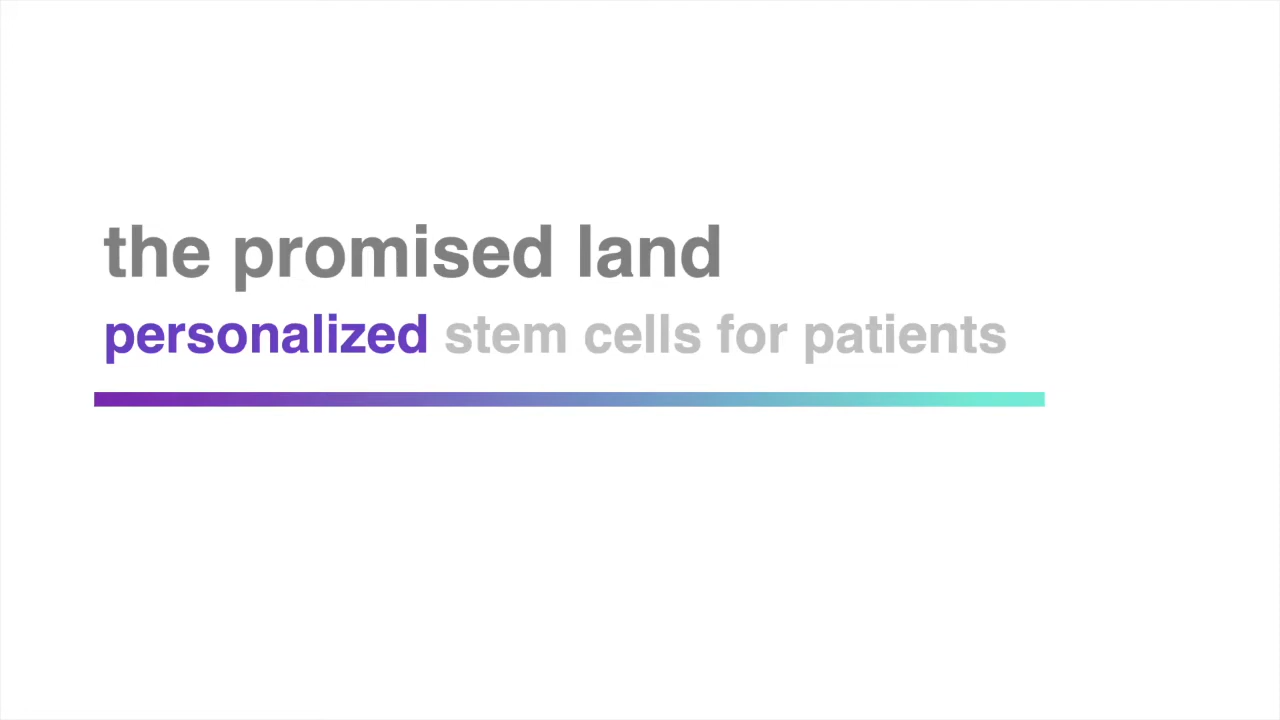 the promised land
personalized stem cells for patients